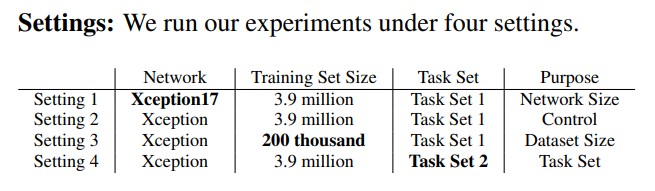 Settings: We run our experiments under four settings.
Network Training Set Size Task Set Purpose
Setting 1 Xception17 3.9 million Task Set 1 Network Size
Setting 2 Xception 3.9 million Task Set 1 Control
Setting 3 Xception 200 thousand Task Set 1 Dataset Size
Setting 4 Xception 3.9 million Task Set 2 Task Set